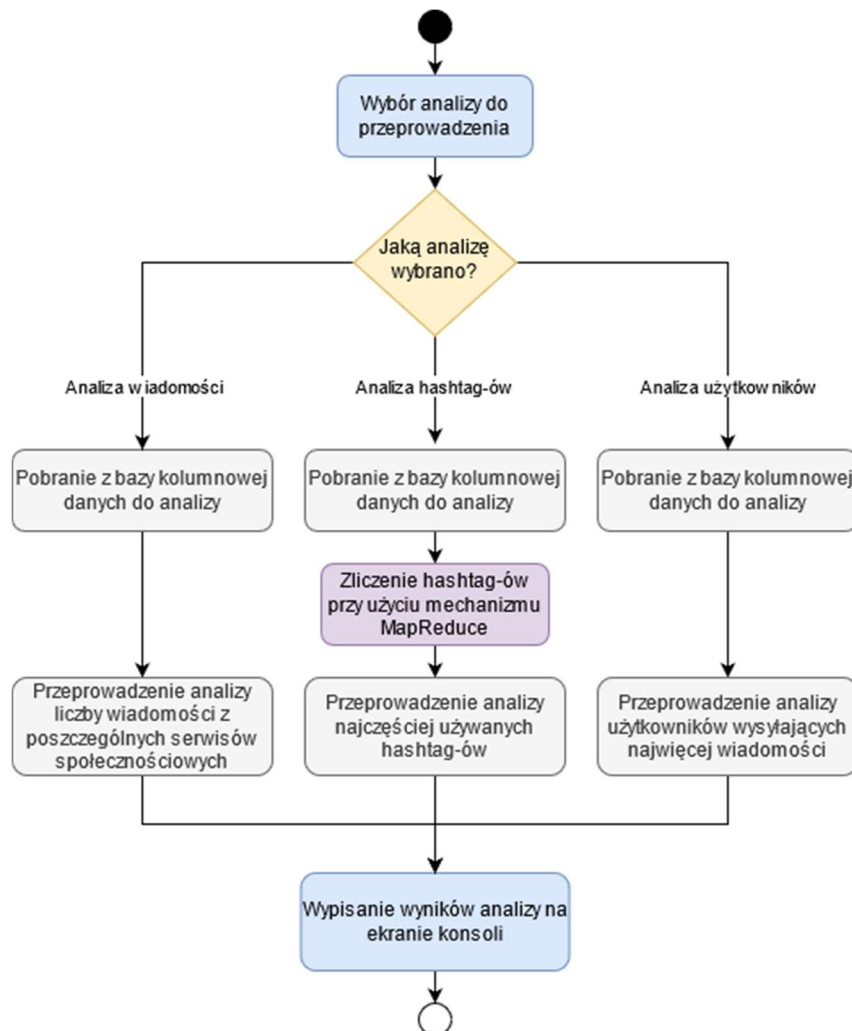 Wybór analizy do
przeprowadzenia
Jaką analizę
wybrano?
Analiza wiadomości
Analiza hashtag-ów
Analiza użytkowników
Pobranie z bazy kolumnowej
danych do analizy
Pobranie z bazy kolumnowej
danych do analizy
Pobranie z bazy kolumnowej
danych do analizy
Zliczenie hashtag-ów
przy użyciu mechanizmu
MapReduce
Przeprowadzenie analizy
liczby wiadomości z
poszczególnych serwisów
społecznościowych
Przeprowadzenie analizy
najczęściej używanych
hashtag-ów
Przeprowadzenie analizy
użytkowników wysyłających
najwięcej wiadomości
Wypisanie wyników analizy na
ekranie konsoli